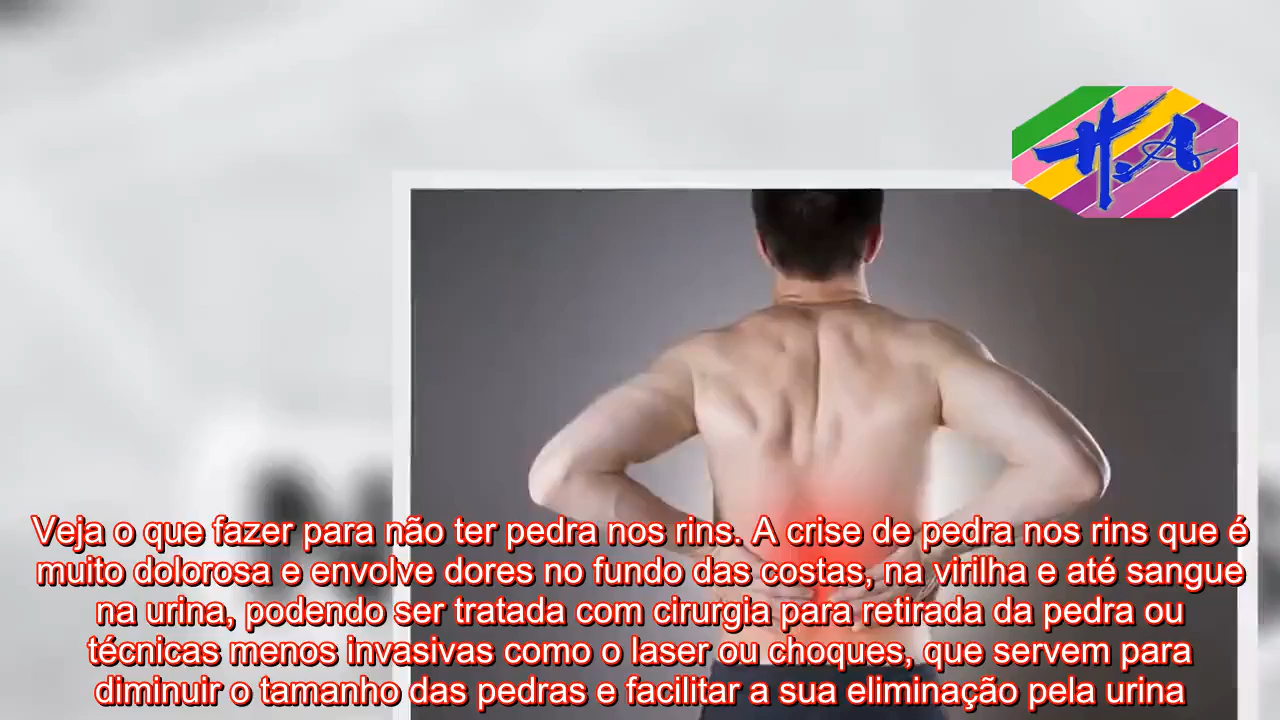 H.A
Veja o que fazer para não ter pedra nos rins. A crise de pedra nos rins que é
muito dolorosa e envolve dores no fundo das costas, na virilha e até sangue
na urina, podendo ser tratada com cirurgia para retirada da pedra ou
técnicas menos invasivas como o laser ou choques, que servem para
diminuir o tamanho das pedras e facilitar a sua eliminação pela urina